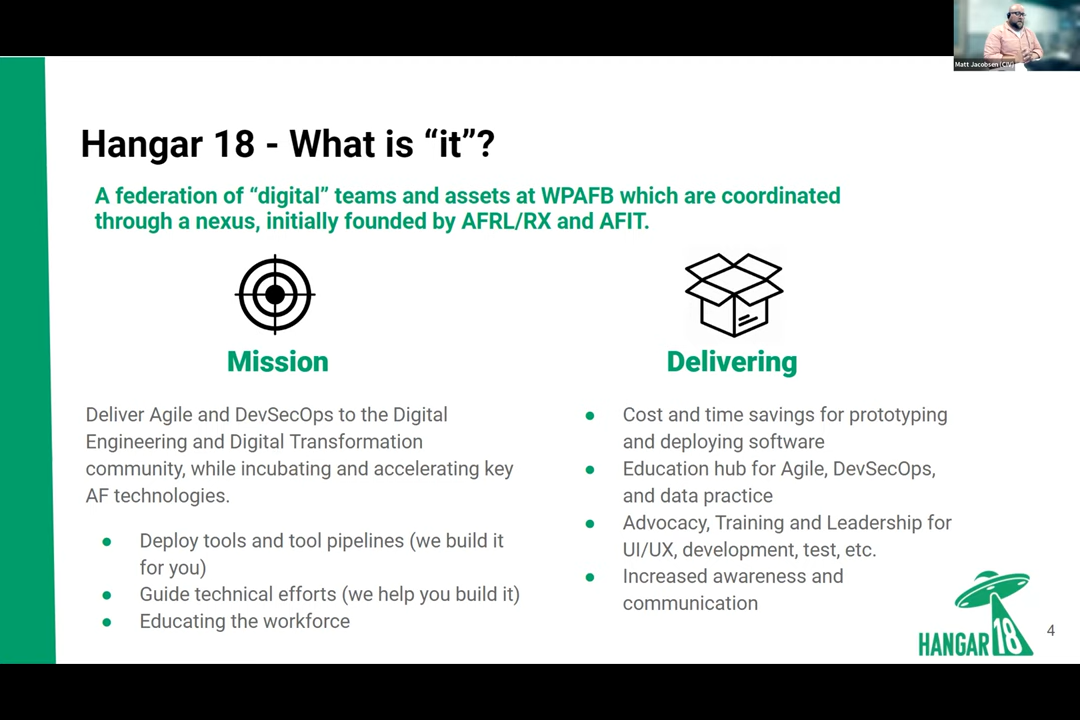 Matt Jacobsen (CIV)
Hangar 18 - What is “it”?
A federation of “digital” teams and assets at WPAFB which are coordinated
through a nexus, initially founded by AFRL/RX and AFIT.
Mission
Deliver Agile and DevSecOps to the Digital
Engineering and Digital Transformation
community, while incubating and accelerating key
AF technologies.
● Deploy tools and tool pipelines (we build it
for you)
● Guide technical efforts (we help you build it)
● Educating the workforce
Delivering
● Cost and time savings for prototyping
and deploying software
● Education hub for Agile, DevSecOps,
and data practice
● Advocacy, Training and Leadership for
UI/UX, development, test, etc.
● Increased awareness and
communication
HANGAR 18
4